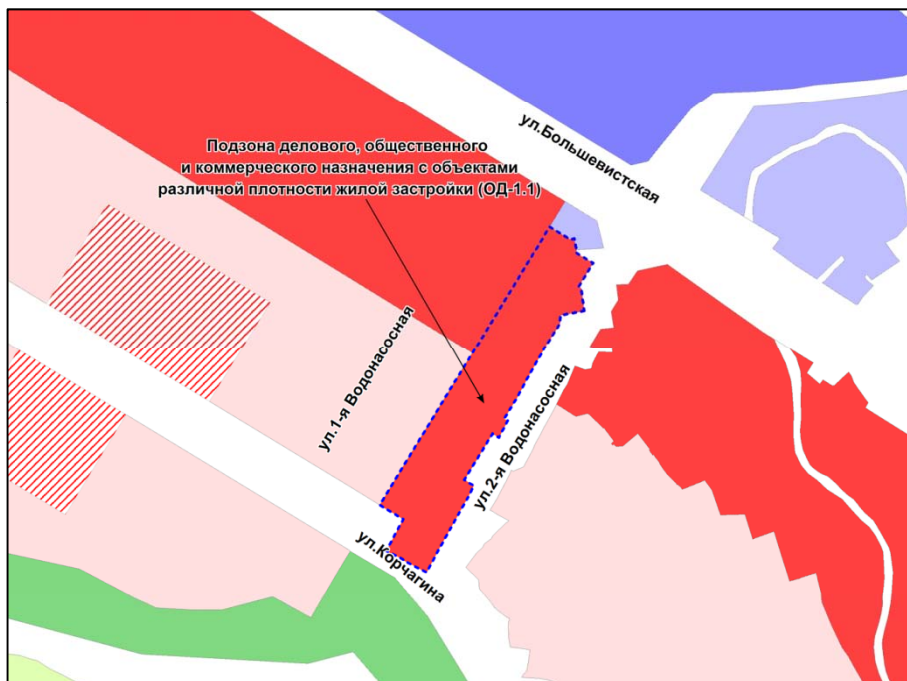 ул.Большевистская
Подзона делового, общественного
и коммерческого назначения с объектами
различной плотности жилой застройки (ОД-1.1)
ул.1-я Водонасосная
ул.2-я Водонасосная
ул.Корчагина